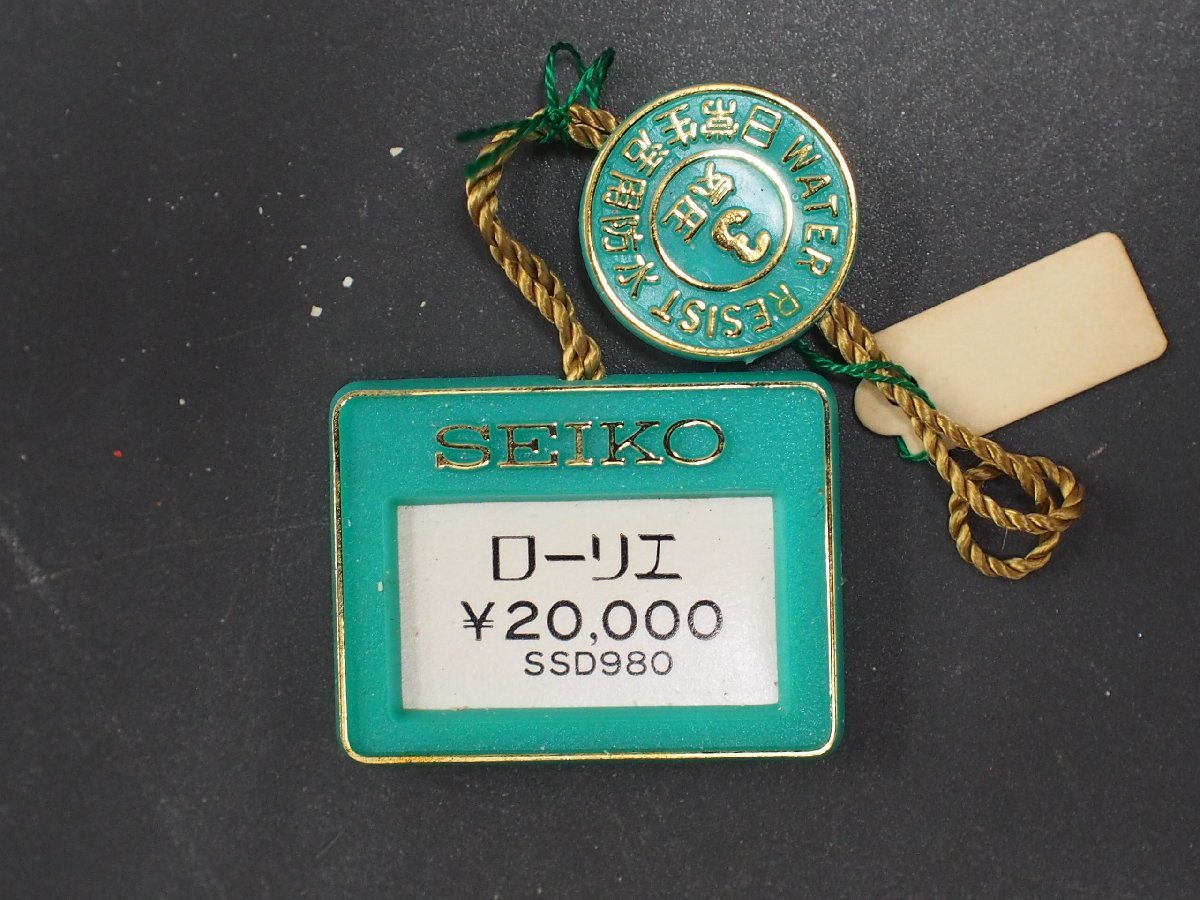 日常生活用防水
WATER RESIST
3
気圧
SEIKO
ローリエ
¥20,000
SSD980